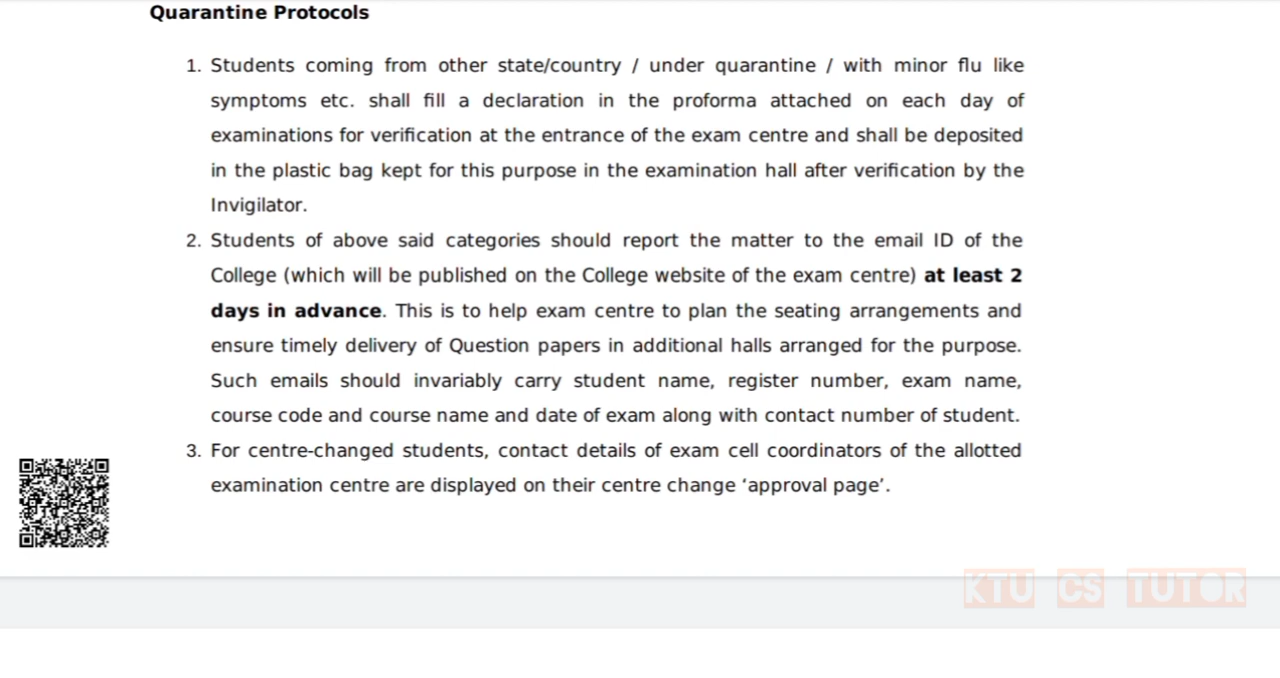 Quarantine Protocols
1. Students coming from other state/country / under quarantine / with minor flu like
symptoms etc. shall fill a declaration in the proforma attached on each day of
examinations for verification at the entrance of the exam centre and shall be deposited
in the plastic bag kept for this purpose in the examination hall after verification by the
Invigilator.
2. Students of above said categories should report the matter to the email ID of the
College (which will be published on the College website of the exam centre) at least 2
days in advance. This is to help exam centre to plan the seating arrangements and
ensure timely delivery of Question papers in additional halls arranged for the purpose.
Such emails should invariably carry student name, register number, exam name,
course code and course name and date of exam along with contact number of student.
3. For centre-changed students, contact details of exam cell coordinators of the allotted
examination centre are displayed on their centre change ‘approval page’.
KTU CS TUTOR